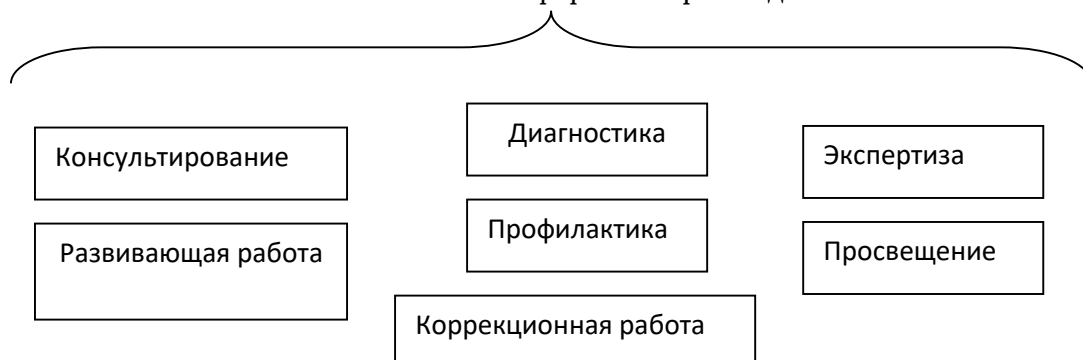 Консультирование
Диагностика
Экспертиза
Развивающая работа
Профилактика
Просвещение
Коррекционная работа